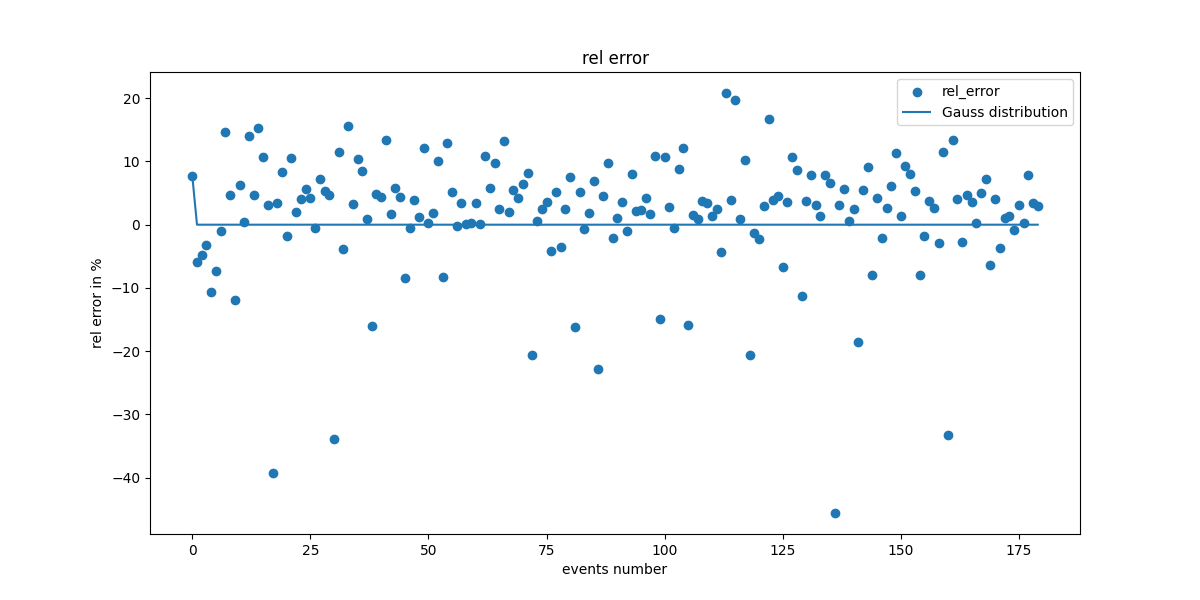 rel error
rel_error
Gauss distribution
20
10
0
−10
−20
−30
−40
rel error in %
0 25 50 75 100 125 150 175
events number